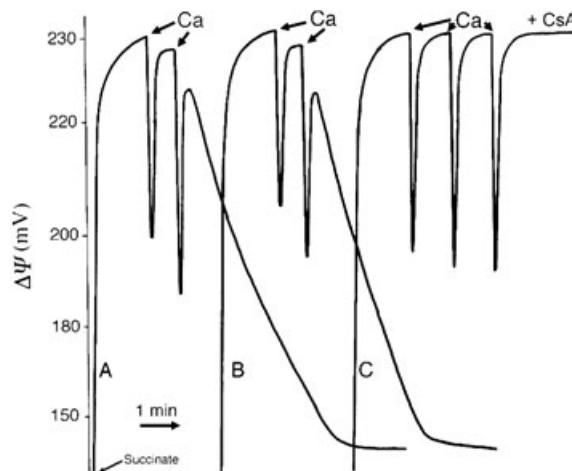 Ca
Ca
Ca
+ CsA
230
220
200
180
150
ΔΨ (mV)
A
B
C
1 min
Succinate